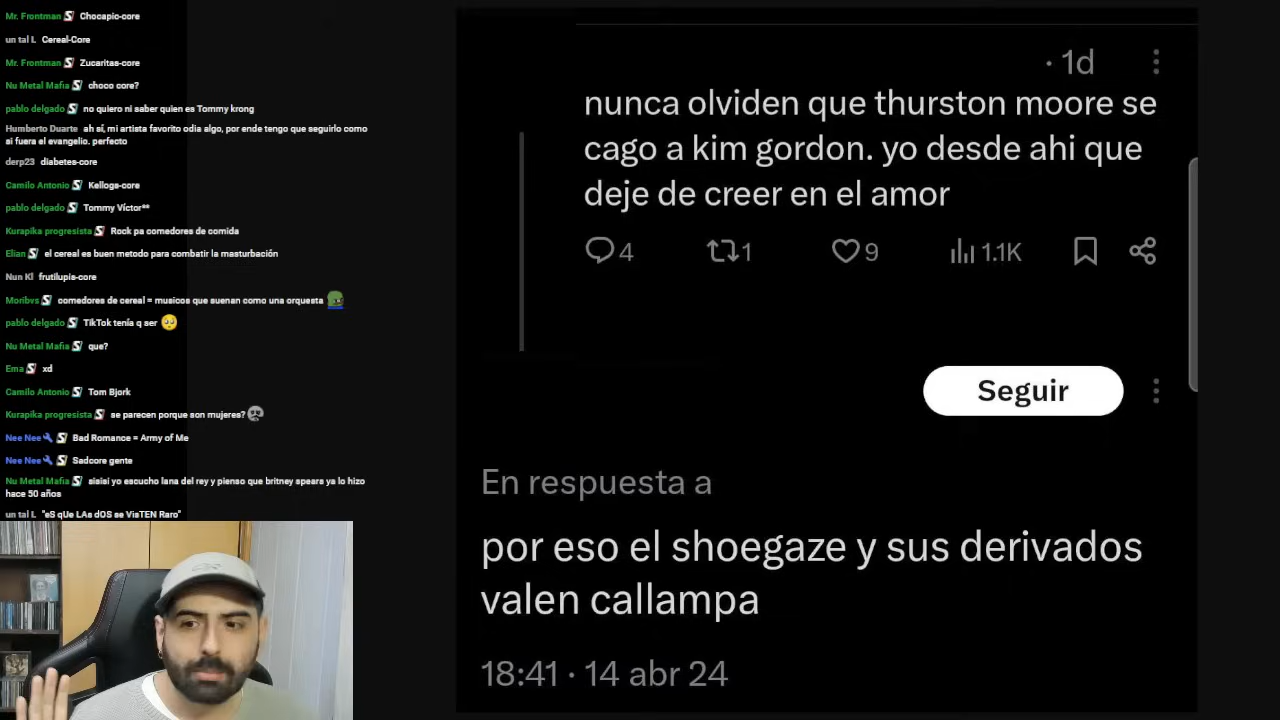 Mr. Frontman Chocapic-core
un tal I. Cereal-Core
Mr. Frontman Zucaritas-core
Nu Metal Mafia choco core?
pablo delgado no quiero ni saber quien es Tommy krong
Humberto Duarte ah sí, mi artista favorito odia algo, por ende tengo que seguirlo como
si fuera el evangelio. perfecto
derp23 diabetes-core
Camilo Antonio Kellogs-core
pablo delgado Tommy Víctor**
Kurapika progresista Rock pa comedores de comida
Elian el cereal es buen metodo para combatir la masturbación
Nun Kl frutilupis-core
Moribvs comedores de cereal = musicos que suenan como una orquesta
pablo delgado TikTok tenía q ser
Nu Metal Mafia que?
Ema xd
Camilo Antonio Tom Bjork
Kurapika progresista se parecen porque son mujeres?
Nee Nee Bad Romance = Army of Me
Nee Nee Sadcore gente
Nu Metal Mafia sisisi yo escucho lana del rey y pienso que britney spears ya lo hizo
hace 50 años
un tal I. "eS qUe LAs dOS se VisTEN Raro"
· 1d
nunca olviden que thurston moore se
cago a kim gordon. yo desde ahi que
deje de creer en el amor
4 1 9 1.1K
Seguir
En respuesta a
por eso el shoegaze y sus derivados
valen callampa
18:41 · 14 abr 24